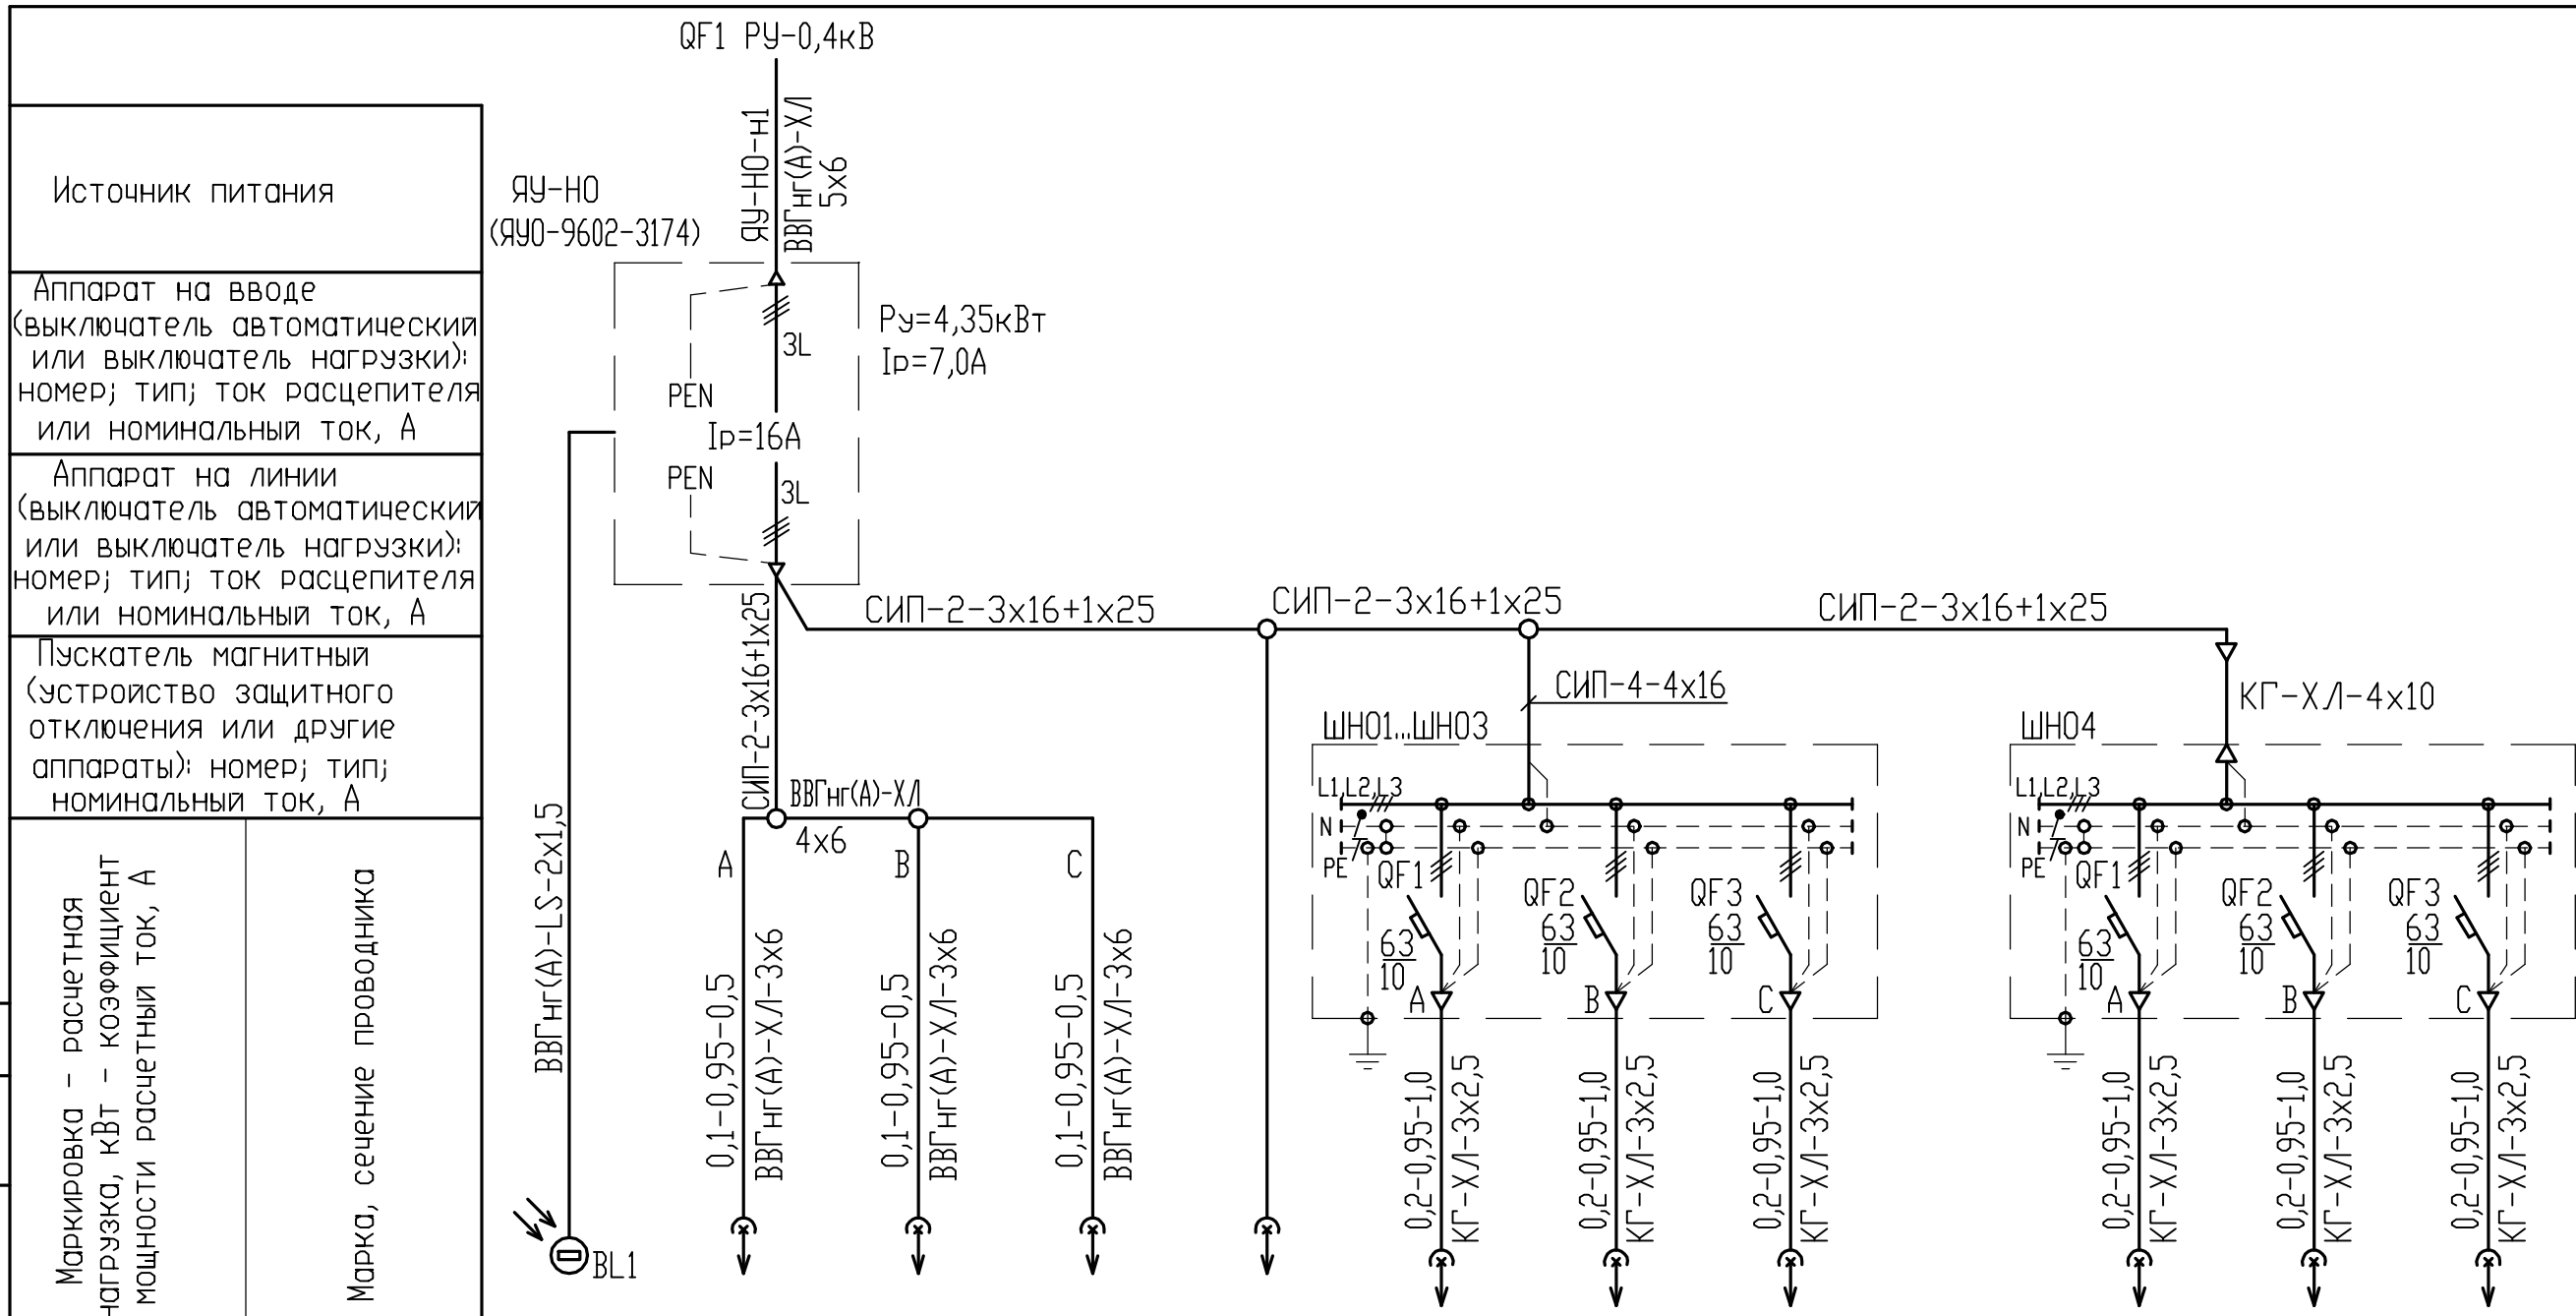 QF1 РУ-0,4кВ
ЯУ-НО-н1
ВВГнг(А)-ХЛ
5х6
Источник питания
ЯУ-НО
(ЯУО-9602-3174)
Аппарат на вводе
(выключатель автоматический
или выключатель нагрузки):
номер; тип; ток расцепителя
или номинальный ток, А
3L
PEN
Iр=16А
PEN
3L
Ру=4,35кВт
Iр=7,0А
Аппарат на линии
(выключатель автоматический
или выключатель нагрузки):
номер; тип; ток расцепителя
или номинальный ток, А
Пускатель магнитный
(устройство защитного
отключения или другие
аппараты): номер; тип;
номинальный ток, А
Маркировка - расчетная
нагрузка, кВт - коэффициент
мощности расчетный ток, А
Марка, сечение проводника
ВВГнг(А)-LS-2х1,5
BL1
СИП-2-3х16+1х25
СИП-2-3х16+1х25
СИП-2-3х16+1х25
СИП-2-3х16+1х25
ВВГнг(А)-ХЛ
4х6
А
В
С
0,1-0,95-0,5
ВВГнг(А)-ХЛ-3х6
0,1-0,95-0,5
ВВГнг(А)-ХЛ-3х6
0,1-0,95-0,5
ВВГнг(А)-ХЛ-3х6
СИП-4-4х16
ЩНО1...ЩНО3
L1,L2,L3
N
PE
QF1
63
10
QF2
63
10
QF3
63
10
А
В
С
0,2-0,95-1,0
КГ-ХЛ-3х2,5
0,2-0,95-1,0
КГ-ХЛ-3х2,5
0,2-0,95-1,0
КГ-ХЛ-3х2,5
КГ-ХЛ-4х10
ЩНО4
L1,L2,L3
N
PE
QF1
63
10
QF2
63
10
QF3
63
10
А
В
С
0,2-0,95-1,0
КГ-ХЛ-3х2,5
0,2-0,95-1,0
КГ-ХЛ-3х2,5
0,2-0,95-1,0
КГ-ХЛ-3х2,5